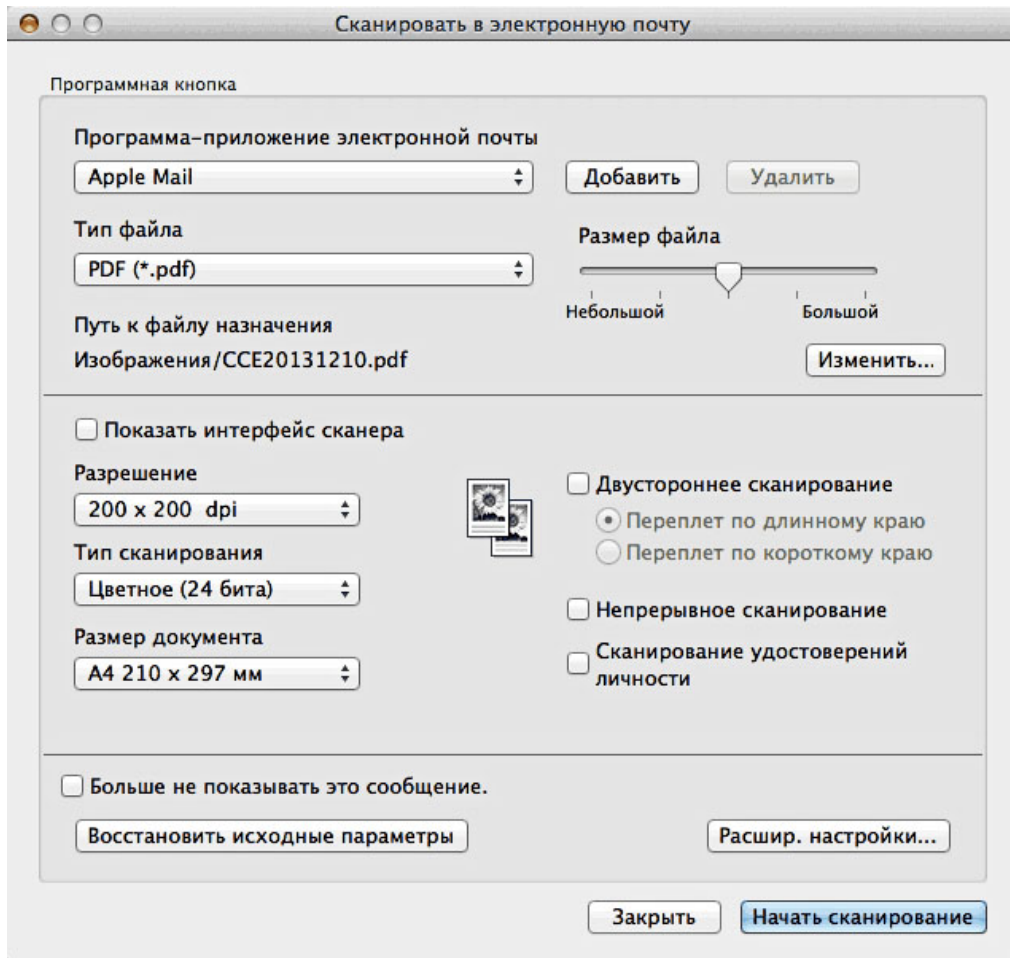 Сканировать в электронную почту
Программная кнопка
Программа-приложение электронной почты
Apple Mail
Добавить
Удалить
Тип файла
Размер файла
PDF (*.pdf)
Небольшой
Большой
Путь к файлу назначения
Изображения/CCE20131210.pdf
Изменить...
Показать интерфейс сканера
Разрешение
200 x 200 dpi
Двустороннее сканирование
Переплет по длинному краю
Переплет по короткому краю
Тип сканирования
Цветное (24 бита)
Непрерывное сканирование
Размер документа
A4 210 x 297 мм
Сканирование удостоверений
личности
Больше не показывать это сообщение.
Восстановить исходные параметры
Расшир. настройки...
Закрыть
Начать сканирование